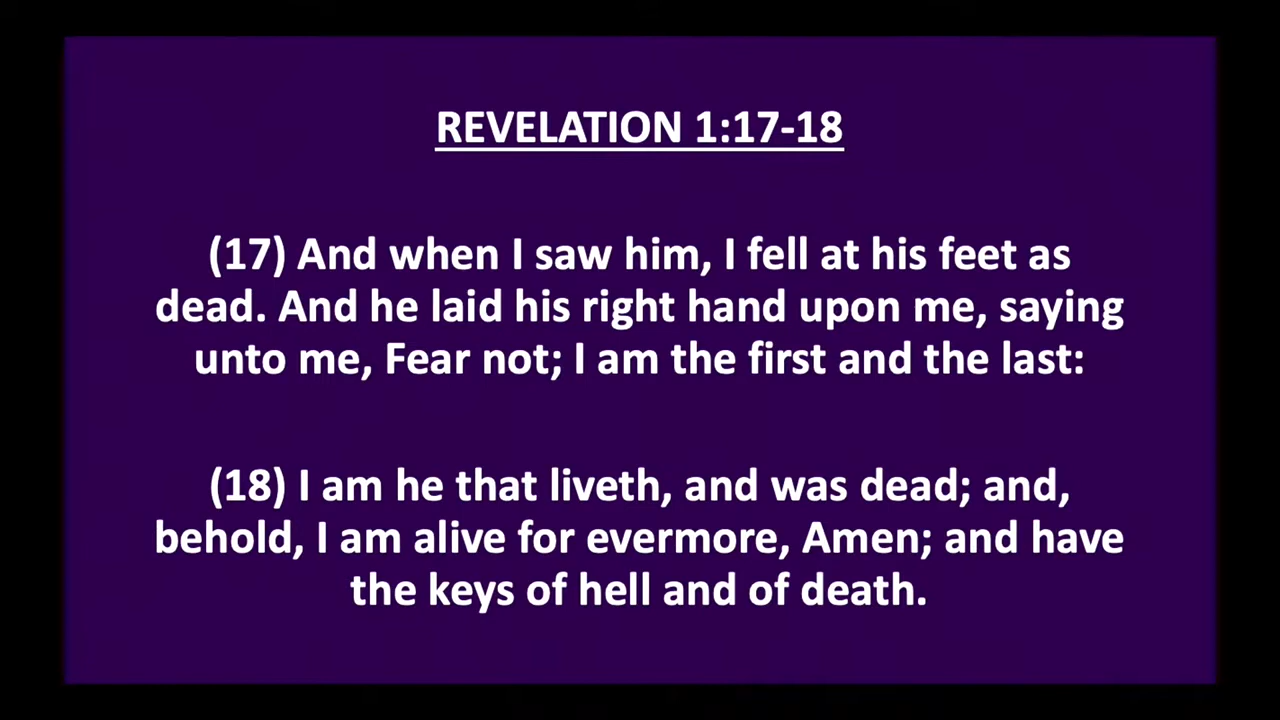 REVELATION 1:17-18
(17) And when I saw him, I fell at his feet as
dead. And he laid his right hand upon me, saying
unto me, Fear not; I am the first and the last:
(18) I am he that liveth, and was dead; and,
behold, I am alive for evermore, Amen; and have
the keys of hell and of death.